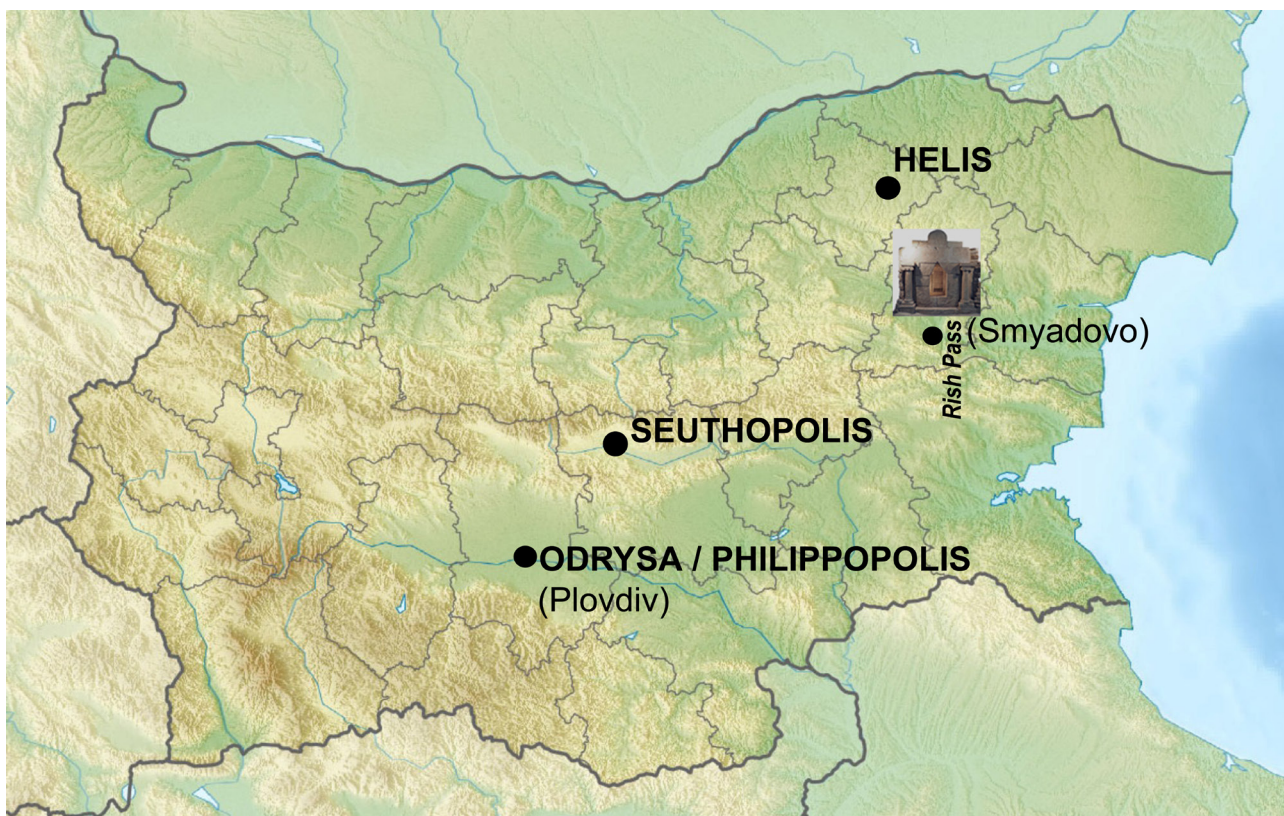 HELIS
(Smyadovo)
Rish Pass
SEUTHOPOLIS
ODRYSA / PHILIPPOPOLIS
(Plovdiv)